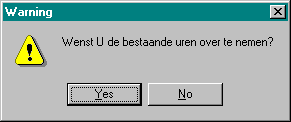 Warning
Wenst U de bestaande uren over te nemen?
Yes
No